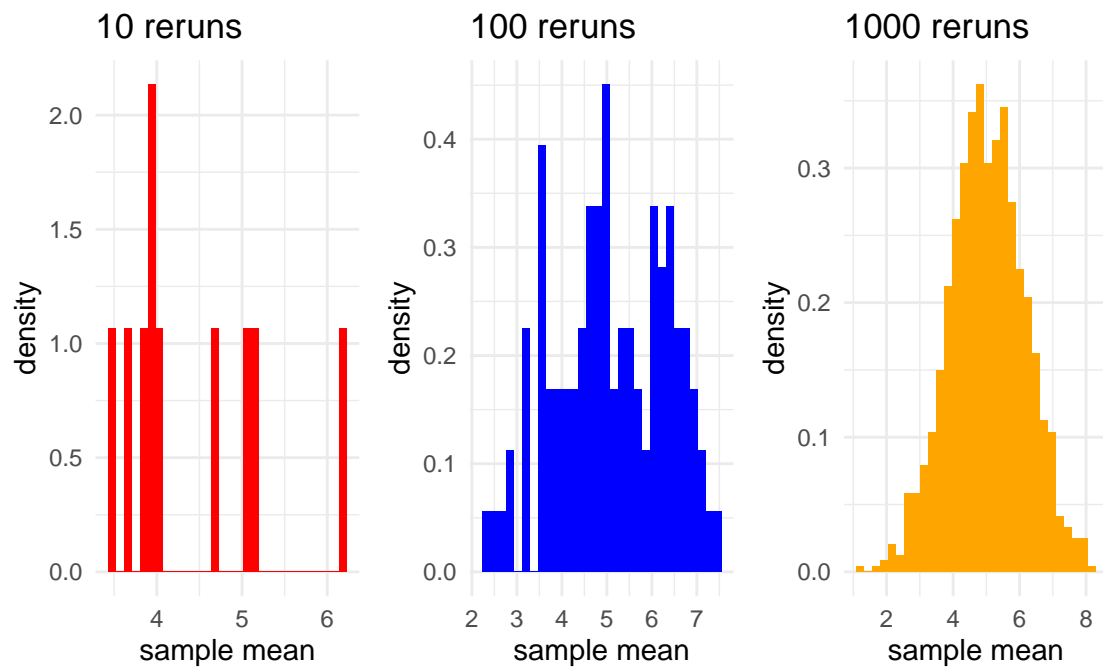 10 reruns
2.0
1.5
1.0
0.5
0.0
density
4 5 6
sample mean
100 reruns
0.4
0.3
0.2
0.1
0.0
density
2 3 4 5 6 7
sample mean
1000 reruns
0.3
0.2
0.1
0.0
density
2 4 6 8
sample mean